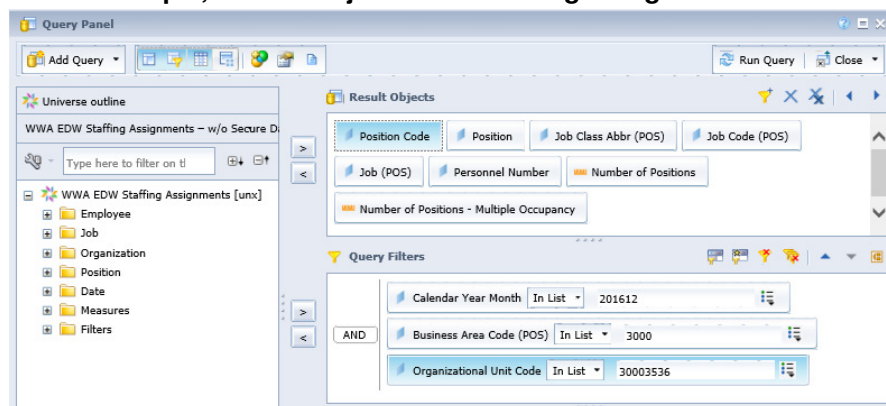 Query Panel
Add Query
Run Query
Close
Universe outline
Result Objects
WWA EDW Staffing Assignments – w/o Secure D
Position Code
Position
Job Class Abbr (POS)
Job Code (POS)
Type here to filter on tl
Job (POS)
Personnel Number
Number of Positions
WWA EDW Staffing Assignments [unx]
Number of Positions - Multiple Occupancy
Employee
Job
Organization
Query Filters
Position
Date
Calendar Year Month In List 201612
Measures
Filters
AND
Business Area Code (POS) In List 3000
Organizational Unit Code In List 30003536